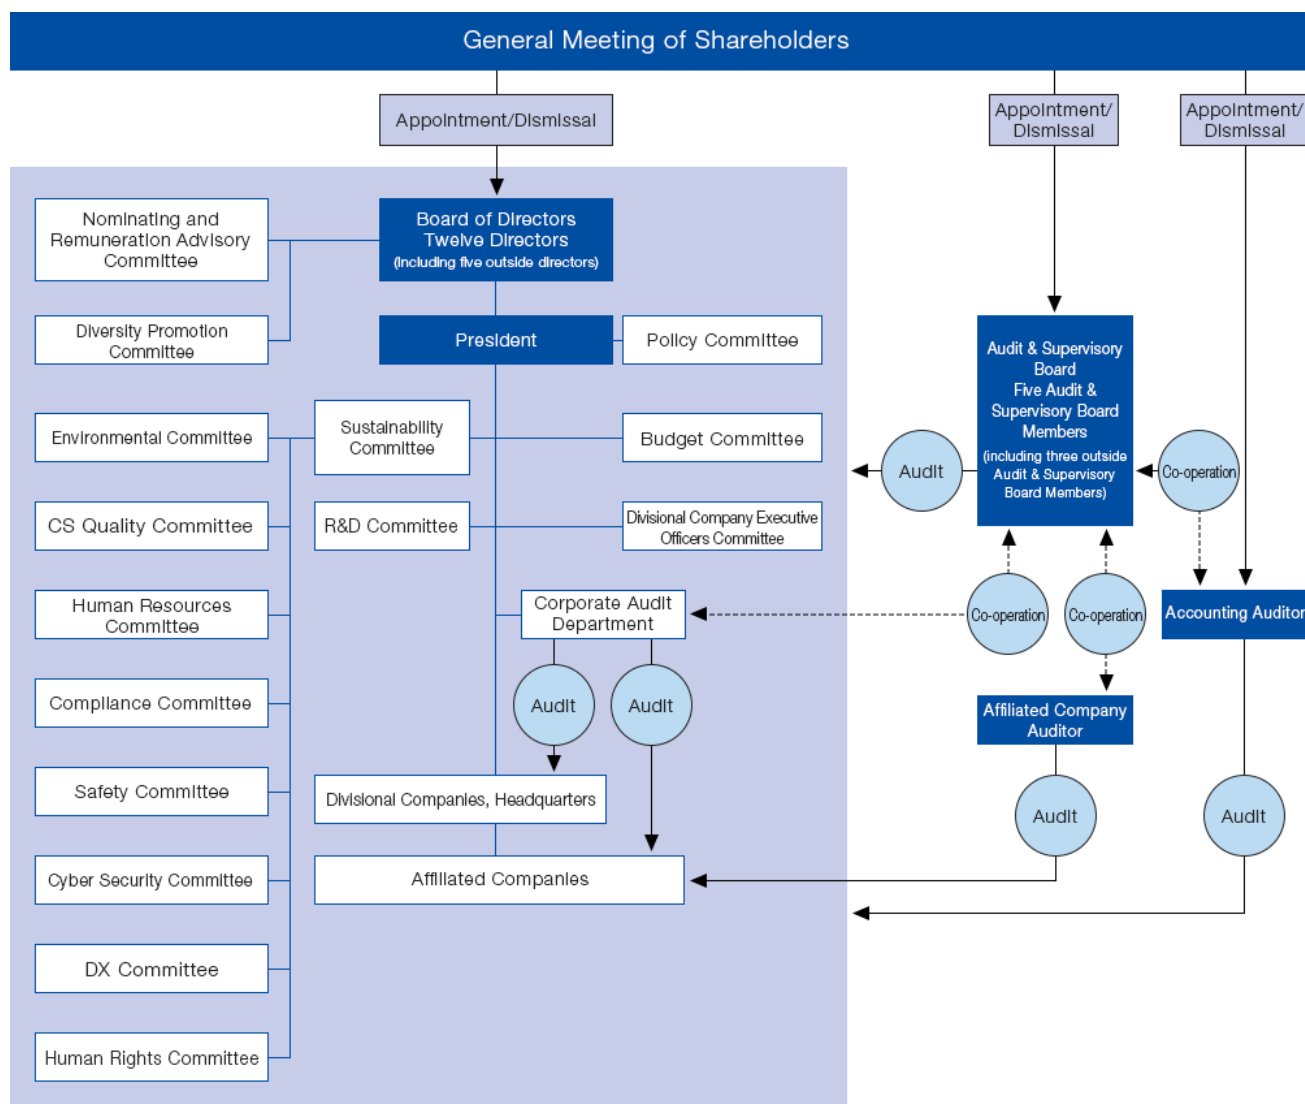 General Meeting of Shareholders
Appointment/Dismissal
Appointment/
Dismissal
Appointment/
Dismissal
Nominating and
Remuneration Advisory
Committee
Board of Directors
Twelve Directors
(including five outside directors)
Diversity Promotion
Committee
President
Policy Committee
Audit & Supervisory
Board
Five Audit &
Supervisory Board
Members
(including three outside
Audit & Supervisory
Board Members)
Environmental Committee
Sustainability
Committee
Budget Committee
Audit
Co-operation
CS Quality Committee
R&D Committee
Divisional Company Executive
Officers Committee
Human Resources
Committee
Corporate Audit
Department
Co-operation
Co-operation
Accounting Auditor
Compliance Committee
Audit
Audit
Affiliated Company
Auditor
Safety Committee
Divisional Companies, Headquarters
Audit
Audit
Cyber Security Committee
Affiliated Companies
DX Committee
Human Rights Committee